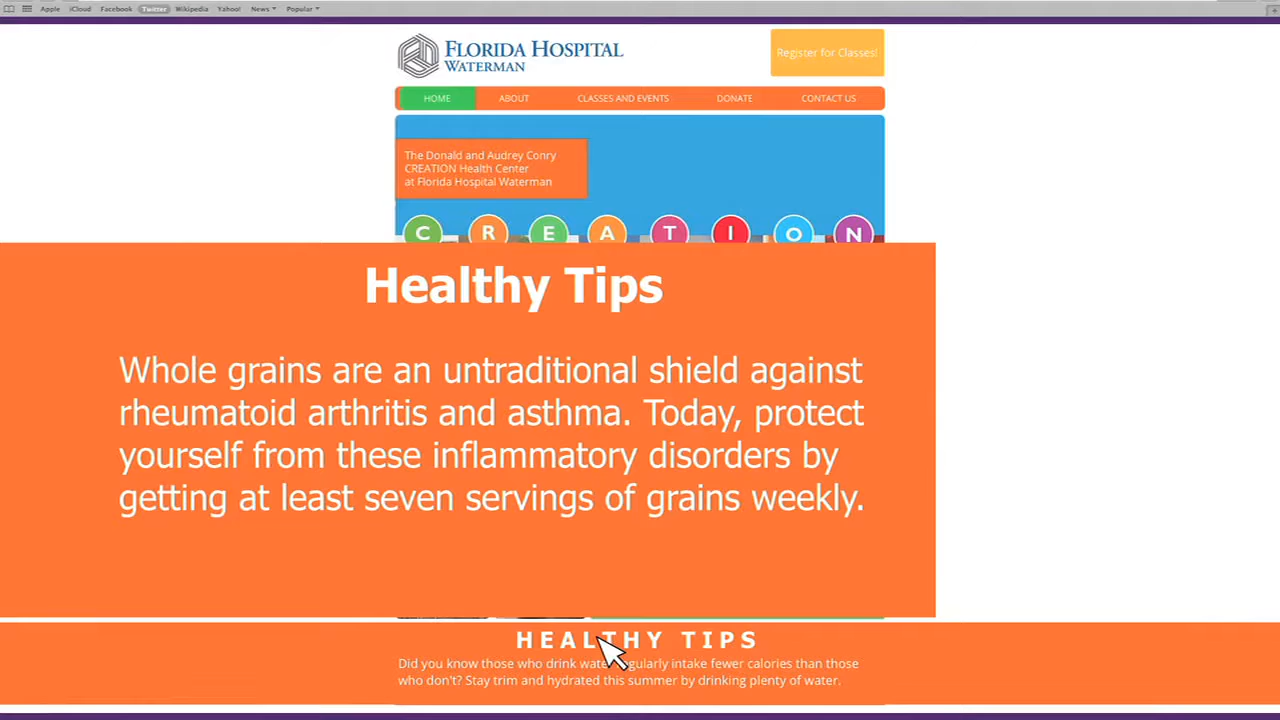 Apple iCloud Facebook Twitter Wikipedia Yahoo! News Popular
FLORIDA HOSPITAL
WATERMAN
Register for Classes!
HOME ABOUT CLASSES AND EVENTS DONATE CONTACT US
The Donald and Audrey Conry
CREATION Health Center
at Florida Hospital Waterman
C R E A T I O N
Healthy Tips
Whole grains are an untraditional shield against
rheumatoid arthritis and asthma. Today, protect
yourself from these inflammatory disorders by
getting at least seven servings of grains weekly.
HEALTHY TIPS
Did you know those who drink water regularly intake fewer calories than those
who don't? Stay trim and hydrated this summer by drinking plenty of water.